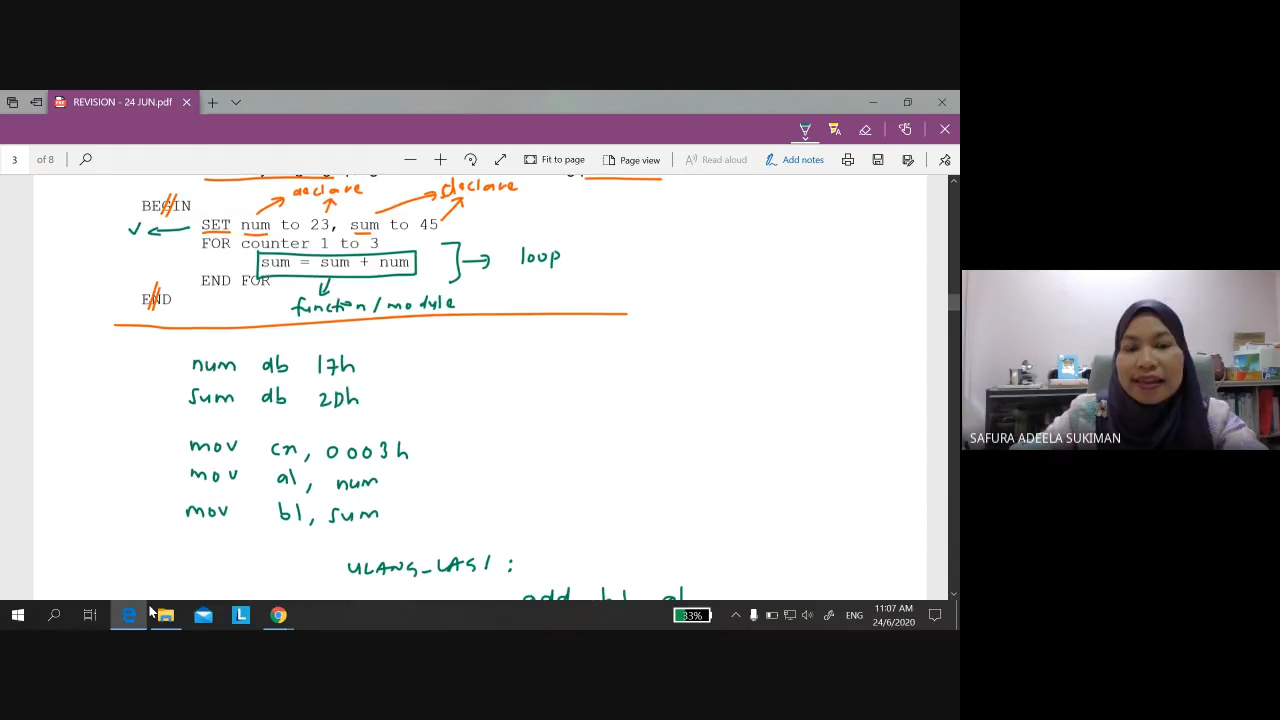 REVISION - 24 JUN.pdf
3 of 8
Fit to page
Page view
Read aloud
Add notes
declare
declare
BEGIN
SET num to 23, sum to 45
FOR counter 1 to 3
sum = sum + num
loop
END FOR
function/module
END
num db 17h
sum db 2Dh
mov cx, 0003h
mov al, num
mov bl, sum
ULANG_LAGI :
add bl al
SAFURA ADEELA SUKIMAN
33%
ENG
11:07 AM
24/6/2020